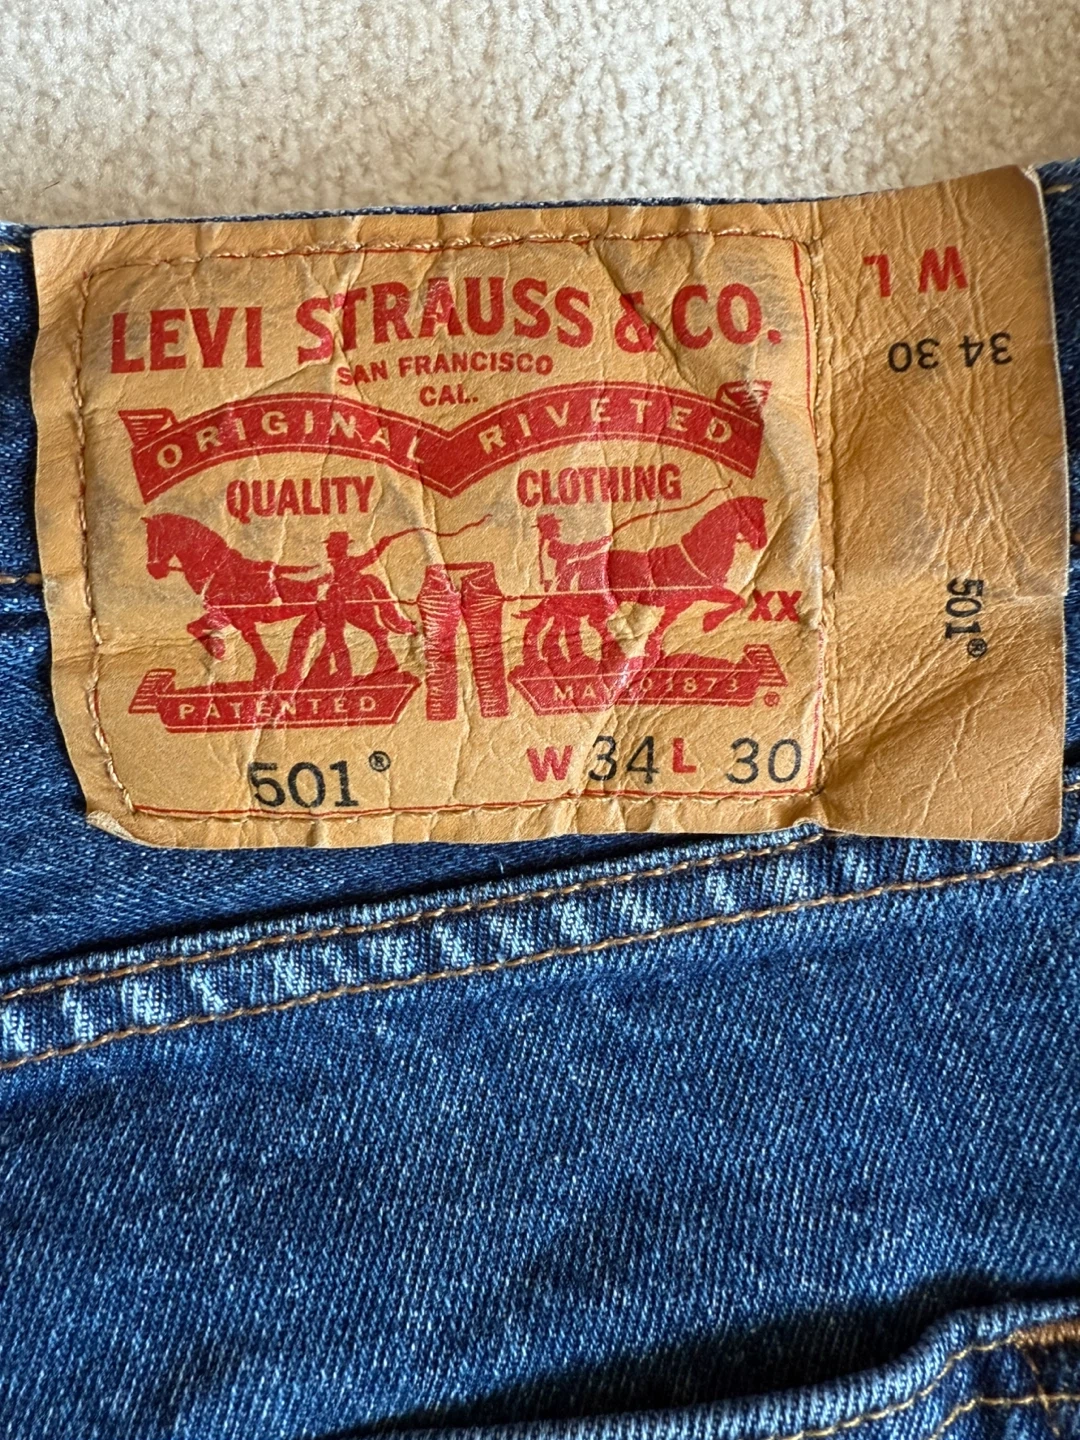 LEVI STRAUSS & CO.
SAN FRANCISCO
CAL.
ORIGINAL RIVETED
QUALITY CLOTHING
XX
PATENTED MAY 20 1873 ®
501® W 34 L 30
W L
34 30
501®